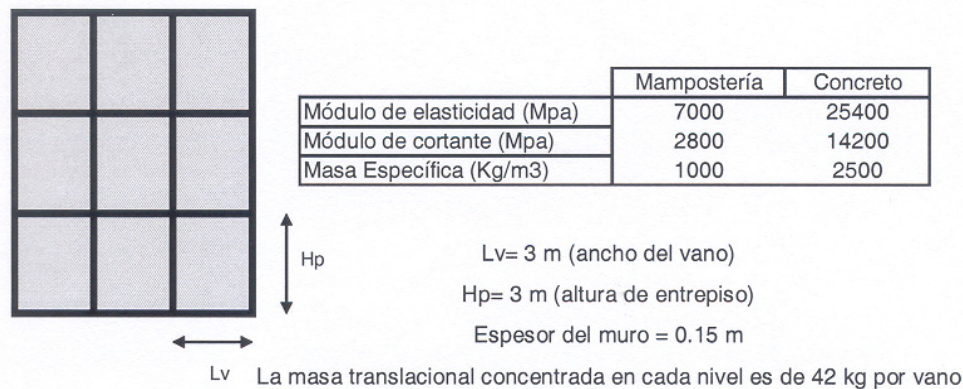 Mampostería Concreto
Módulo de elasticidad (Mpa) 7000 25400
Módulo de cortante (Mpa) 2800 14200
Masa Específica (Kg/m3) 1000 2500
Hp
Lv= 3 m (ancho del vano)
Hp= 3 m (altura de entrepiso)
Espesor del muro = 0.15 m
Lv La masa translacional concentrada en cada nivel es de 42 kg por vano